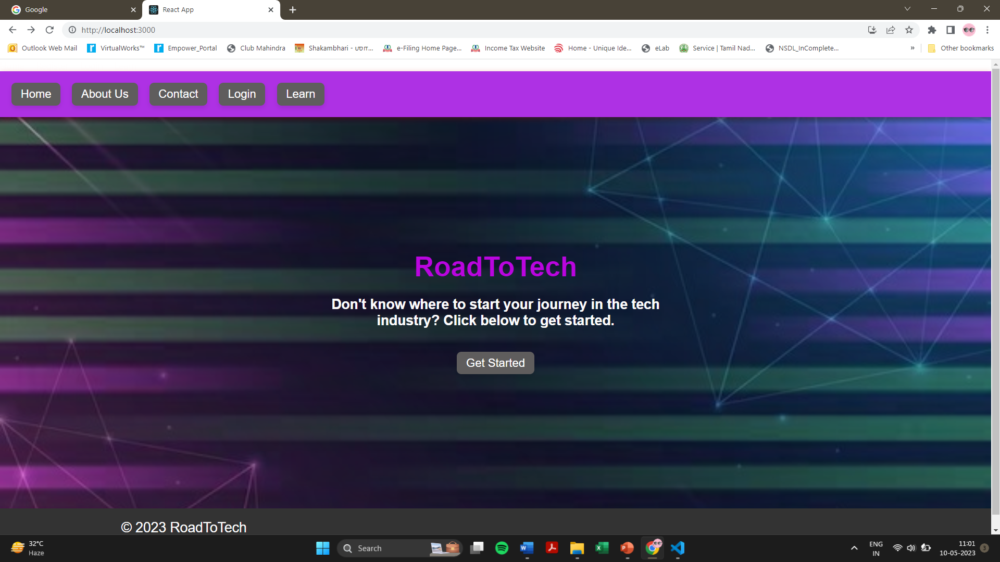 Google
React App
http://localhost:3000
Outlook Web Mail
VirtualWorks™
Empower_Portal
Club Mahindra
Shakambhari - மாா...
e-Filing Home Page...
Income Tax Website
Home - Unique Ide...
eLab
Service | Tamil Nad...
NSDL_InComplete...
»
Other bookmarks
Home
About Us
Contact
Login
Learn
RoadToTech
Don't know where to start your journey in the tech
industry? Click below to get started.
Get Started
© 2023 RoadToTech
32°C
Haze
Search
ENG
IN
11:01
10-05-2023
3